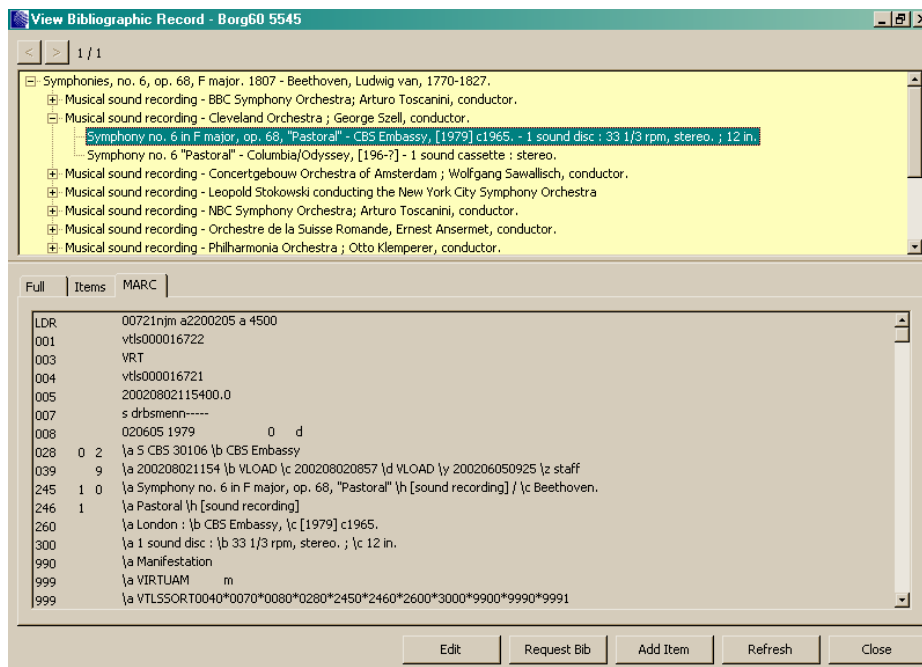 View Bibliographic Record - Borg60 5545
< > 1 / 1
Symphonies, no. 6, op. 68, F major. 1807 - Beethoven, Ludwig van, 1770-1827.
Musical sound recording - BBC Symphony Orchestra; Arturo Toscanini, conductor.
Musical sound recording - Cleveland Orchestra ; George Szell, conductor.
Symphony no. 6 in F major, op. 68, "Pastoral" - CBS Embassy, [1979] c1965. - 1 sound disc : 33 1/3 rpm, stereo. ; 12 in.
Symphony no. 6 "Pastoral" - Columbia/Odyssey, [196-?] - 1 sound cassette : stereo.
Musical sound recording - Concertgebouw Orchestra of Amsterdam ; Wolfgang Sawallisch, conductor.
Musical sound recording - Leopold Stokowski conducting the New York City Symphony Orchestra
Musical sound recording - NBC Symphony Orchestra; Arturo Toscanini, conductor.
Musical sound recording - Orchestre de la Suisse Romande, Ernest Ansermet, conductor.
Musical sound recording - Philharmonia Orchestra ; Otto Klemperer, conductor.
Full Items MARC
LDR 00721njm a2200205 a 4500
001 vtls000016722
003 VRT
004 vtls000016721
005 20020802115400.0
007 s drbsmenn-----
008 020605 1979 0 d
028 0 2 \a S CBS 30106 \b CBS Embassy
039 9 \a 200208021154 \b VLOAD \c 200208020857 \d VLOAD \y 200206050925 \z staff
245 1 0 \a Symphony no. 6 in F major, op. 68, "Pastoral" \h [sound recording] / \c Beethoven.
246 1 \a Pastoral \h [sound recording]
260 \a London : \b CBS Embassy, \c [1979] c1965.
300 \a 1 sound disc : \b 33 1/3 rpm, stereo. ; \c 12 in.
990 \a Manifestation
999 \a VIRTUAM m
999 \a VTLSSORT0040*0070*0080*0280*2450*2460*2600*3000*9900*9990*9991
Edit Request Bib Add Item Refresh Close